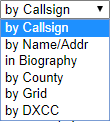 by Callsign
by Callsign
by Name/Addr
in Biography
by County
by Grid
by DXCC